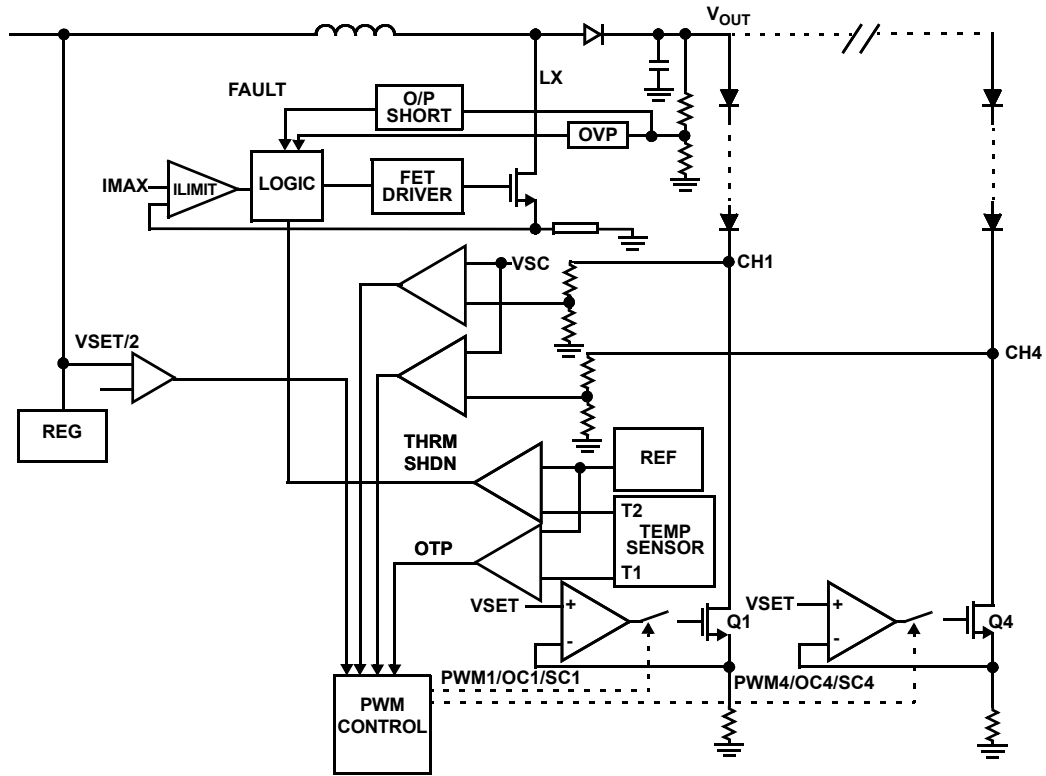 VOUT
LX
FAULT
O/P
SHORT
OVP
IMAX
ILIMIT
LOGIC
FET
DRIVER
VSC
CH1
VSET/2
CH4
REG
THRM
SHDN
REF
T2
TEMP
SENSOR
T1
OTP
VSET
+
-
Q1
VSET
+
-
Q4
PWM1/OC1/SC1
PWM4/OC4/SC4
PWM
CONTROL